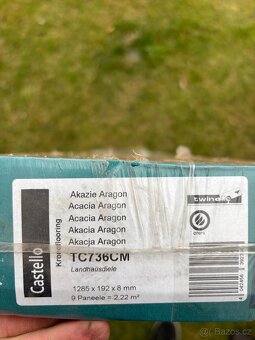 Castello
Kronoflooring
Akazie Aragon
Acacia Aragon
Acacia Aragon
Acacia Aragon
Akacja Aragon
TC736CM
Landhausdiele
1285 x 192 x 8 mm
9 Paneele = 2.22 m²
twinclic
Bazos.cz